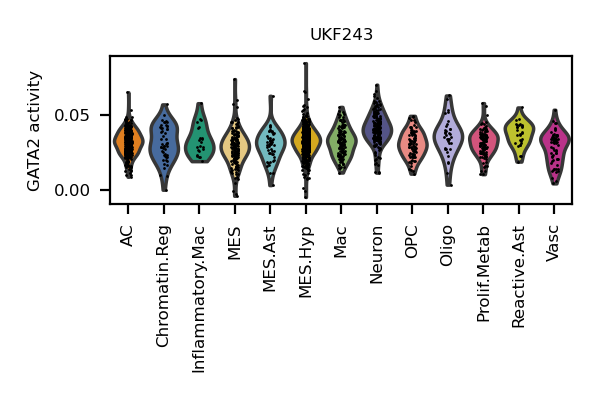 UKF243
GATA2 activity
0.05
0.00
AC
Chromatin.Reg
Inflammatory.Mac
MES
MES.Ast
MES.Hyp
Mac
Neuron
OPC
Oligo
Prolif.Metab
Reactive.Ast
Vasc